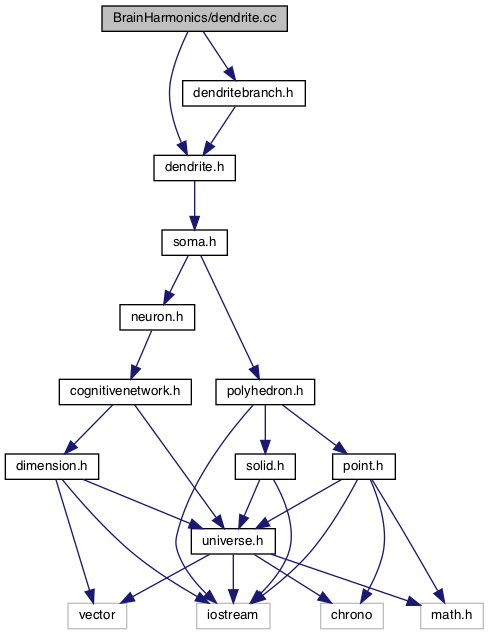 BrainHarmonics/dendrite.cc
dendritebranch.h
dendrite.h
soma.h
neuron.h
cognitivenetwork.h
polyhedron.h
dimension.h
solid.h
point.h
universe.h
vector
iostream
chrono
math.h